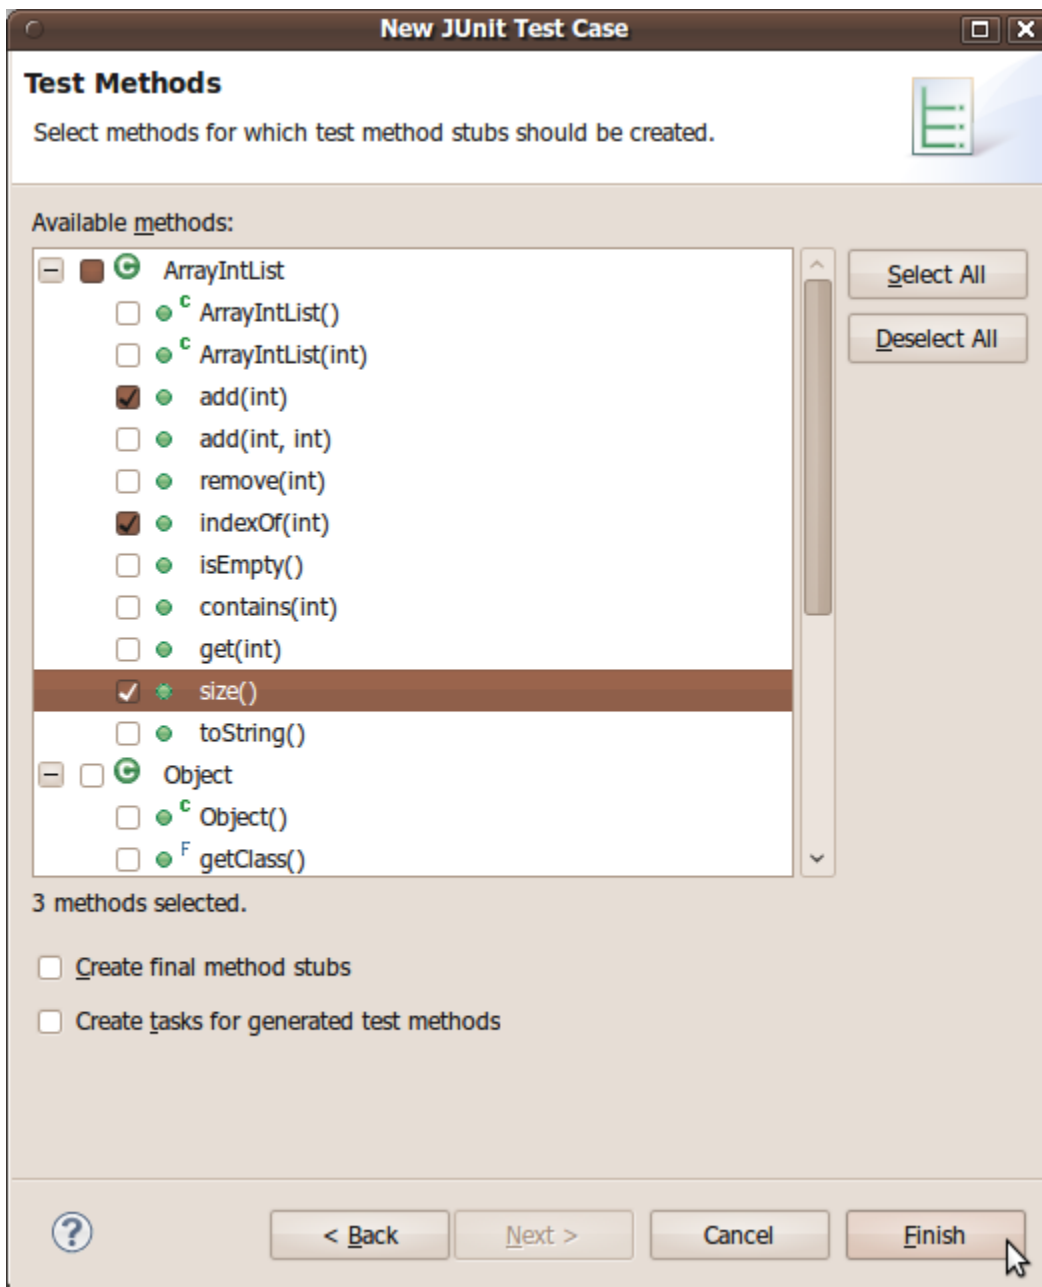 New JUnit Test Case
Test Methods
Select methods for which test method stubs should be created.
Available methods:
ArrayIntList
Select All
C ArrayIntList()
Deselect All
C ArrayIntList(int)
add(int)
add(int, int)
remove(int)
indexOf(int)
isEmpty()
contains(int)
get(int)
size()
toString()
Object
C Object()
F getClass()
3 methods selected.
Create final method stubs
Create tasks for generated test methods
? < Back Next > Cancel Finish